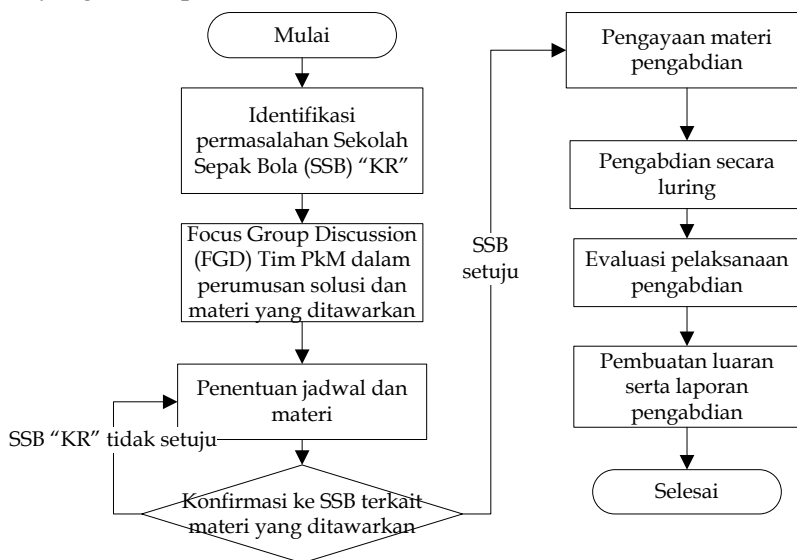 Mulai
Identifikasi
permasalahan Sekolah
Sepak Bola (SSB) “KR”
Focus Group Discussion
(FGD) Tim PkM dalam
perumusan solusi dan
materi yang ditawarkan
Penentuan jadwal dan
materi
SSB “KR” tidak setuju
Konfirmasi ke SSB terkait
materi yang ditawarkan
SSB
setuju
Pengayaan materi
pengabdian
Pengabdian secara
luring
Evaluasi pelaksanaan
pengabdian
Pembuatan luaran
serta laporan
pengabdian
Selesai